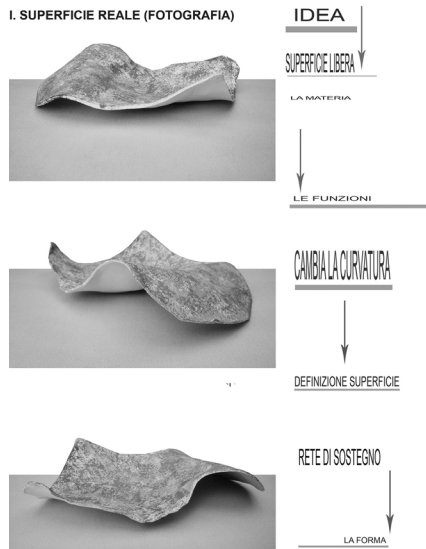 I. SUPERFICIE REALE (FOTOGRAFIA)
IDEA
SUPERFICIE LIBERA
LA MATERIA
LE FUNZIONI
CAMBIA LA CURVATURA
DEFINIZIONE SUPERFICIE
RETE DI SOSTEGNO
LA FORMA